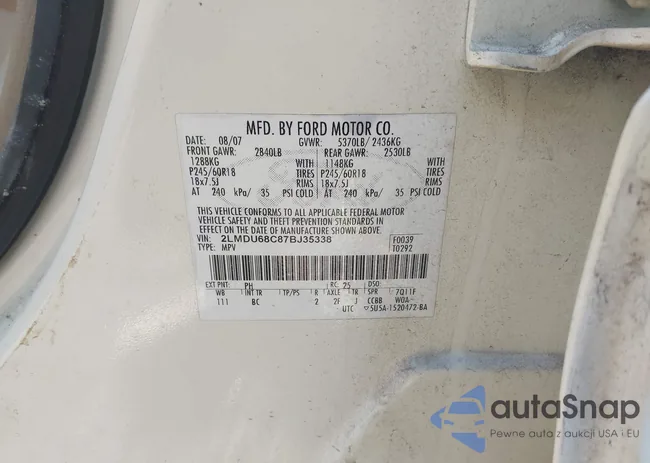 MFD. BY FORD MOTOR CO.
DATE: 08/07 GVWR: 5370LB/ 2436KG
FRONT GAWR: 2840LB REAR GAWR: 2530LB
1288KG 1148KG
P245/60R18 TIRES P245/60R18 TIRES
18x7.5J RIMS 18x7.5J RIMS
AT 240 kPa/ 35 PSI COLD AT 240 kPa/ 35 PSI COLD
THIS VEHICLE CONFORMS TO ALL APPLICABLE FEDERAL MOTOR
VEHICLE SAFETY AND THEFT PREVENTION STANDARDS IN
EFFECT ON THE DATE OF MANUFACTURE SHOWN ABOVE.
VIN: 2LMDU68C87BJ35338 F0039
TYPE: MPV T0292
EXT PNT: PH RC: 25 DSO:
WB INT TR TP/PS R AXLE TR SPR 7Q11F
111 BC 2 2F J CCBB WOA
UTC 5U5A-1520472-BA
autaSnap
Pewne auta z aukcji USA i EU